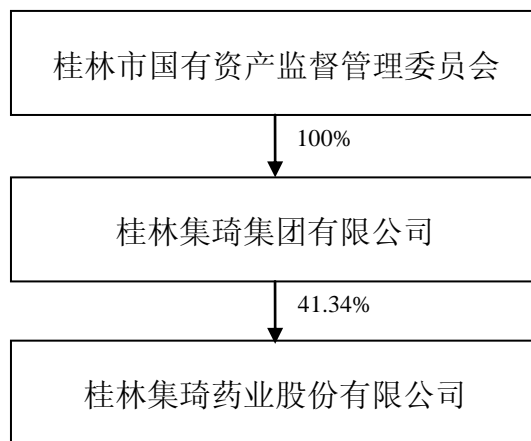 桂林市国有资产监督管理委员会
100%
桂林集琦集团有限公司
41.34%
桂林集琦药业股份有限公司